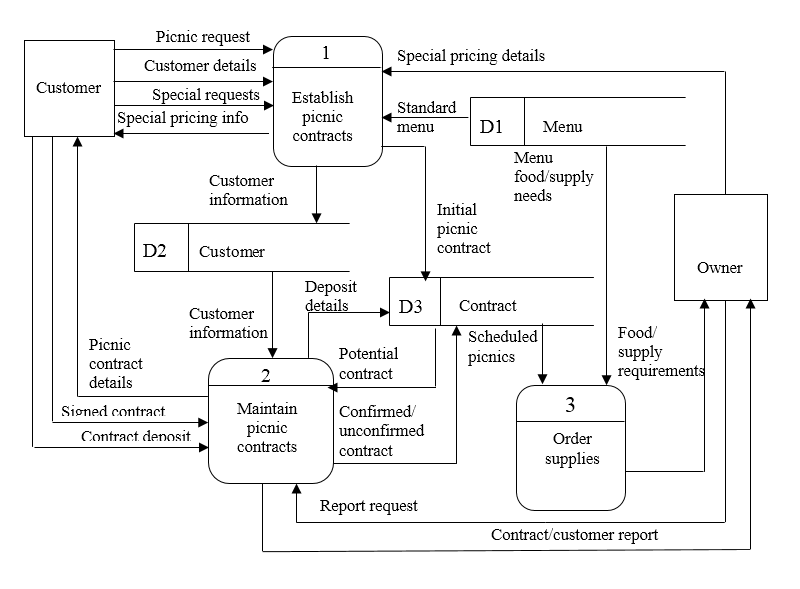 Picnic request
Customer details
Special requests
Special pricing info
Customer
1
Establish
picnic
contracts
Special pricing details
Standard
menu
D1
Menu
Menu
food/supply
needs
Customer
information
Initial
picnic
contract
D2
Customer
Owner
Deposit
details
D3
Contract
Customer
information
Scheduled
picnics
Food/
supply
requirements
Picnic
contract
details
Potential
contract
2
Maintain
picnic
contracts
Signed contract
Contract deposit
Confirmed/
unconfirmed
contract
3
Order
supplies
Report request
Contract/customer report